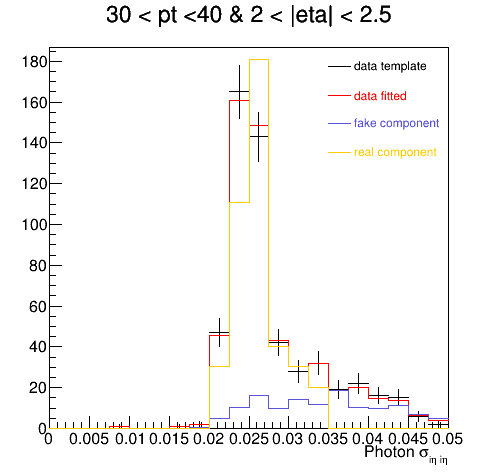 30 < pt <40 & 2 < |eta| < 2.5
data template
data fitted
fake component
real component
180
160
140
120
100
80
60
40
20
0
0 0.005 0.01 0.015 0.02 0.025 0.03 0.035 0.04 0.045 0.05
Photon σiη iη